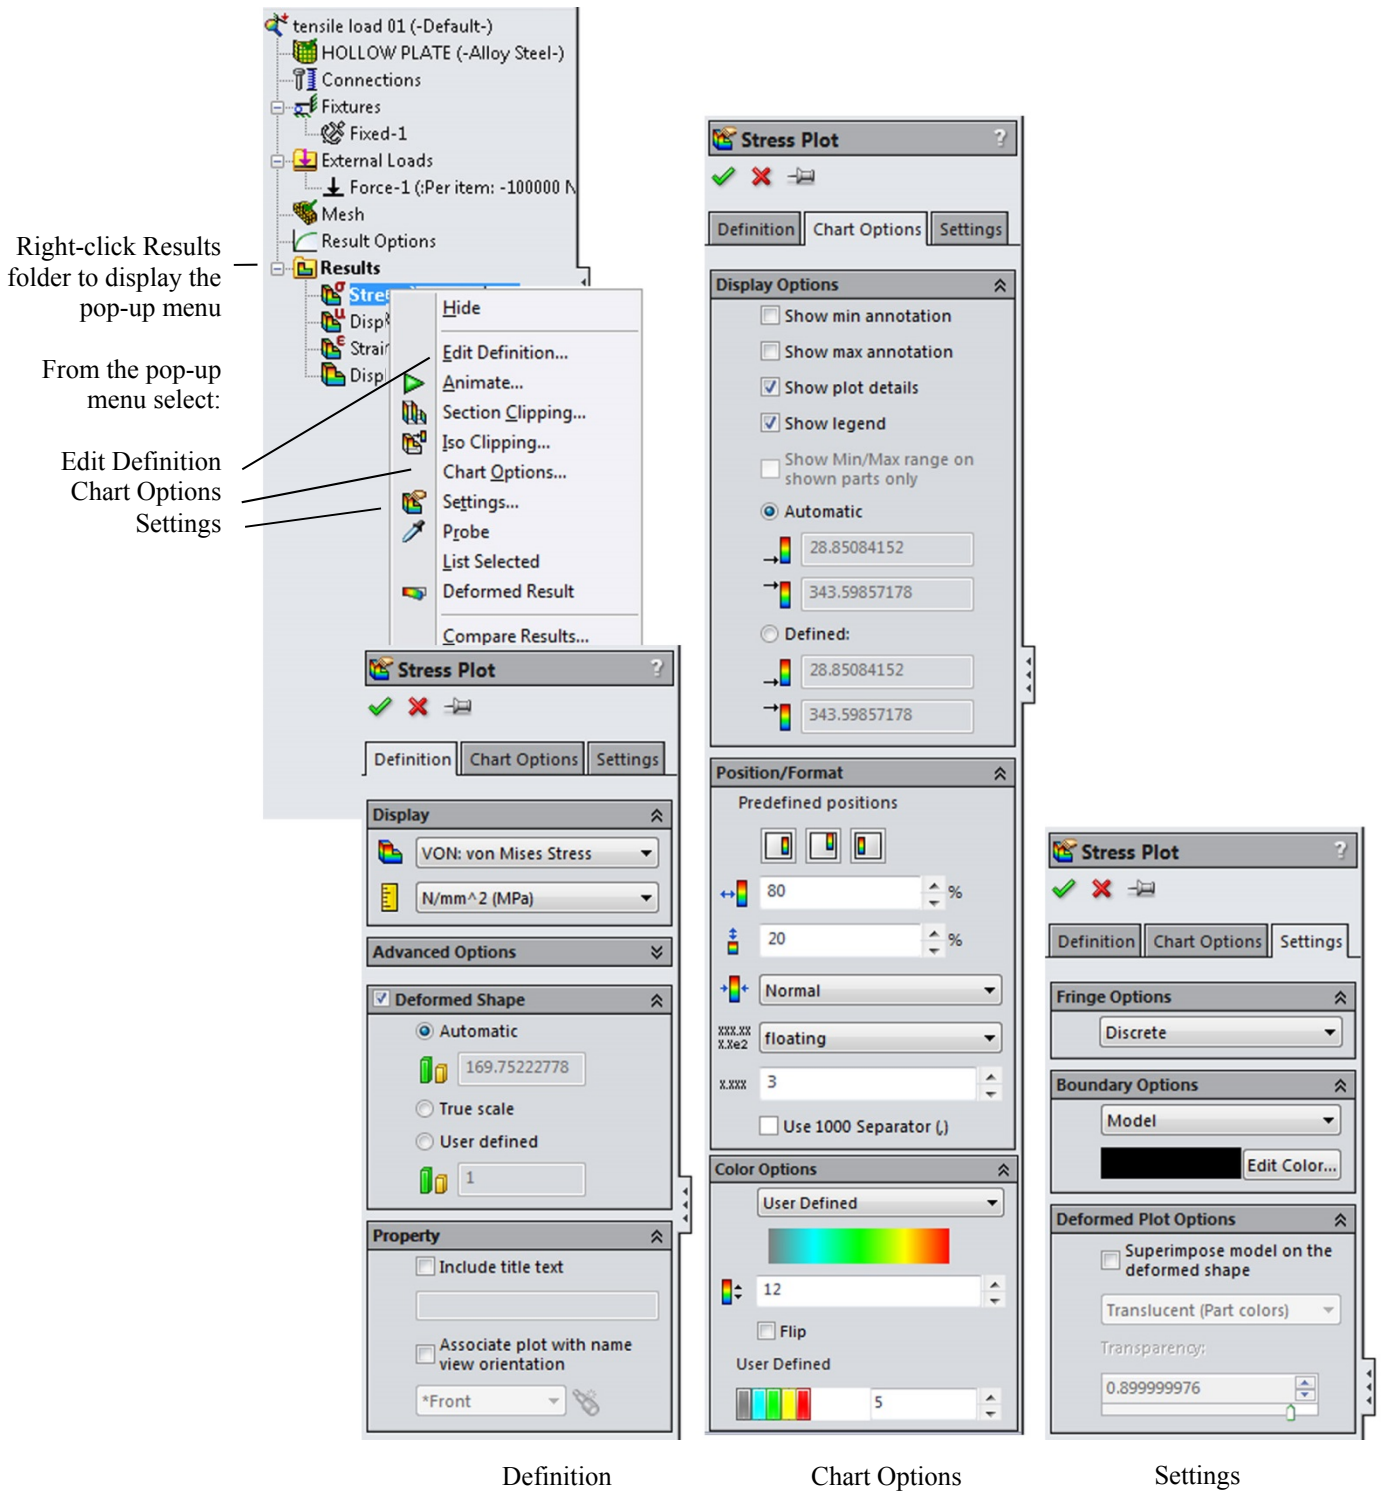 tensile load 01 (-Default-)
HOLLOW PLATE (-Alloy Steel-)
Connections
Fixtures
Fixed-1
External Loads
Force-1 (:Per item: -100000 N
Mesh
Result Options
Results
Stre
Disp
Strain
Disp
Right-click Results
folder to display the
pop-up menu
From the pop-up
menu select:
Edit Definition
Chart Options
Settings
Hide
Edit Definition...
Animate...
Section Clipping...
Iso Clipping...
Chart Options...
Settings...
Probe
List Selected
Deformed Result
Compare Results...
Stress Plot ?
Definition Chart Options Settings
Display
VON: von Mises Stress
N/mm^2 (MPa)
Advanced Options
Deformed Shape
Automatic
169.75222778
True scale
User defined
1
Property
Include title text
Associate plot with name
view orientation
*Front
Definition
Stress Plot ?
Definition Chart Options Settings
Display Options
Show min annotation
Show max annotation
Show plot details
Show legend
Show Min/Max range on
shown parts only
Automatic
28.85084152
343.59857178
Defined:
28.85084152
343.59857178
Position/Format
Predefined positions
80 %
20 %
Normal
xxx.xx
x.xe2 floating
x.xxx 3
Use 1000 Separator (,)
Color Options
User Defined
12
Flip
User Defined
5
Chart Options
Stress Plot ?
Definition Chart Options Settings
Fringe Options
Discrete
Boundary Options
Model
Edit Color...
Deformed Plot Options
Superimpose model on the
deformed shape
Translucent (Part colors)
Transparency:
0.899999976
Settings